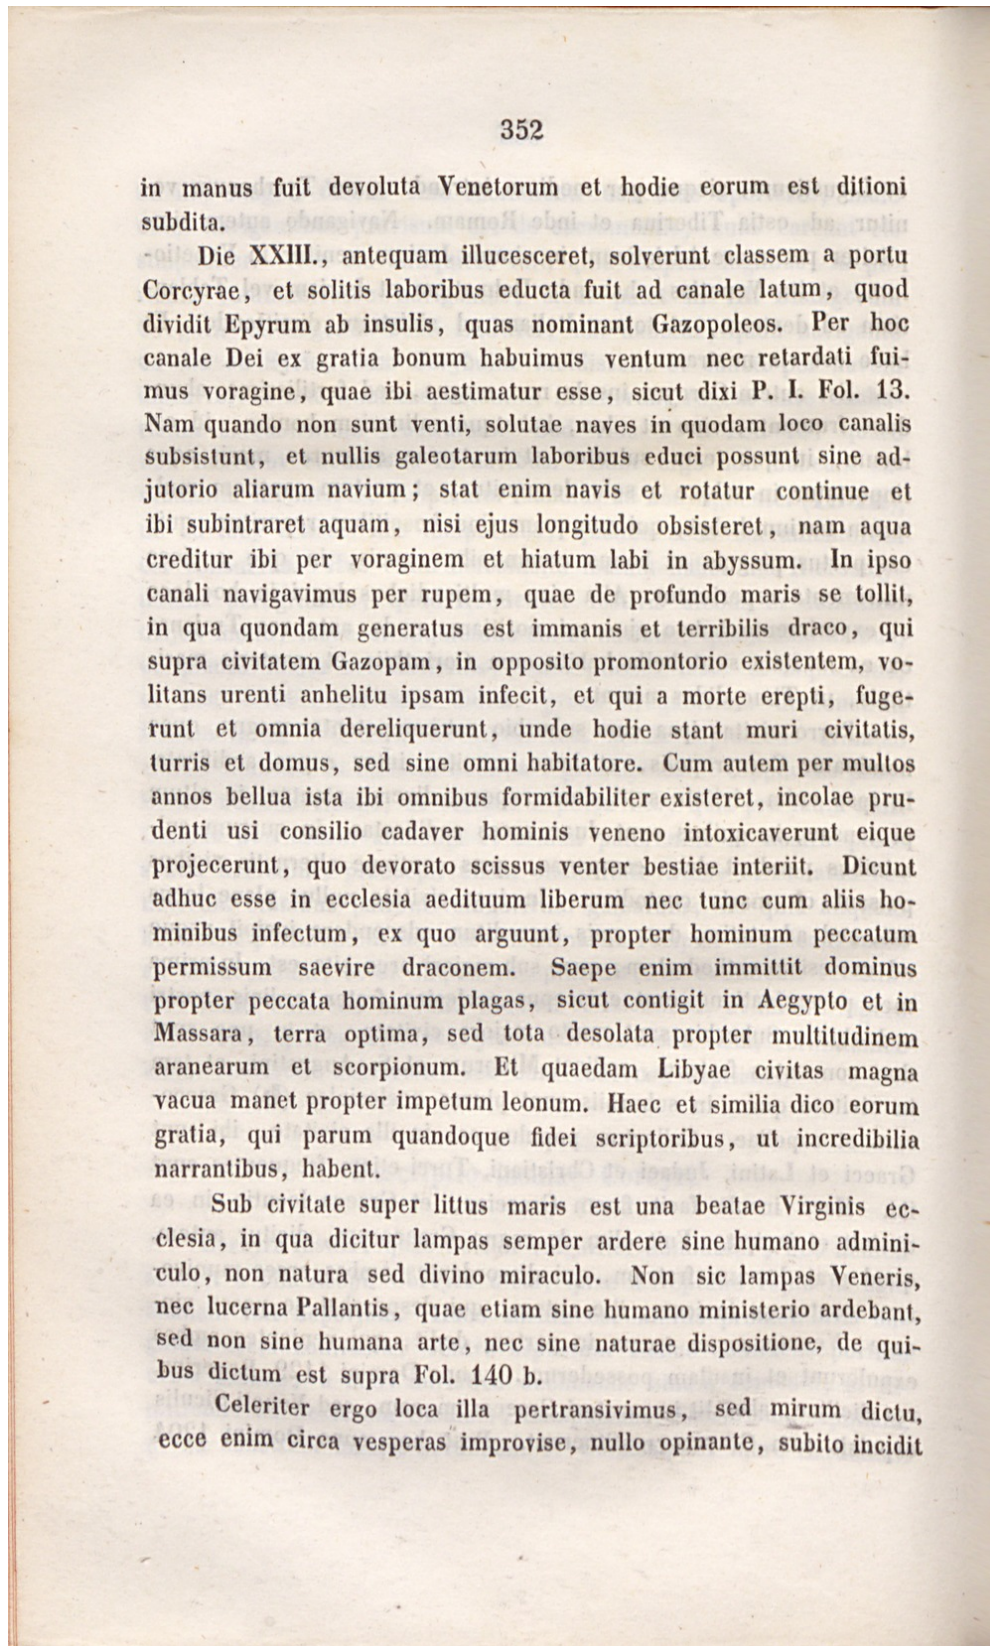 352
in manus fuit devoluta Venetorum et hodie eorum est ditioni
subdita.
Die XXIII., antequam illucesceret, solverunt classem a portu
Corcyrae, et solitis laboribus educta fuit ad canale latum, quod
dividit Epyrum ab insulis, quas nominant Gazopoleos. Per hoc
canale Dei ex gratia bonum habuimus ventum nec retardati fui-
mus voragine, quae ibi aestimatur esse, sicut dixi P. I. Fol. 13.
Nam quando non sunt venti, solutae naves in quodam loco canalis
subsistunt, et nullis galeotarum laboribus educi possunt sine ad-
jutorio aliarum navium; stat enim navis et rotatur continue et
ibi subintraret aquam, nisi ejus longitudo obsisteret, nam aqua
creditur ibi per voraginem et hiatum labi in abyssum. In ipso
canali navigavimus per rupem, quae de profundo maris se tollit,
in qua quondam generatus est immanis et terribilis draco, qui
supra civitatem Gazopam, in opposito promontorio existentem, vo-
litans urenti anhelitu ipsam infecit, et qui a morte erepti, fuge-
runt et omnia dereliquerunt, unde hodie stant muri civitatis,
turris et domus, sed sine omni habitatore. Cum autem per multos
annos bellua ista ibi omnibus formidabiliter existeret, incolae pru-
denti usi consilio cadaver hominis veneno intoxicaverunt eique
projecerunt, quo devorato scissus venter bestiae interiit. Dicunt
adhuc esse in ecclesia aedituum liberum nec tunc cum aliis ho-
minibus infectum, ex quo arguunt, propter hominum peccatum
permissum saevire draconem. Saepe enim immittit dominus
propter peccata hominum plagas, sicut contigit in Aegypto et in
Massara, terra optima, sed tota desolata propter multitudinem
aranearum et scorpionum. Et quaedam Libyae civitas magna
vacua manet propter impetum leonum. Haec et similia dico eorum
gratia, qui parum quandoque fidei scriptoribus, ut incredibilia
narrantibus, habent.
Sub civitate super littus maris est una beatae Virginis ec-
clesia, in qua dicitur lampas semper ardere sine humano admini-
culo, non natura sed divino miraculo. Non sic lampas Veneris,
nec lucerna Pallantis, quae etiam sine humano ministerio ardebant,
sed non sine humana arte, nec sine naturae dispositione, de qui-
bus dictum est supra Fol. 140 b.
Celeriter ergo loca illa pertransivimus, sed mirum dictu,
ecce enim circa vesperas improvise, nullo opinante, subito incidit